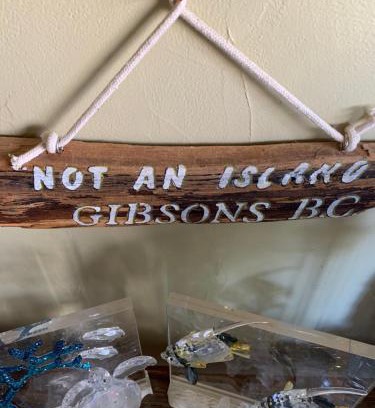 NOT AN ISLAND
GIBSONS BC